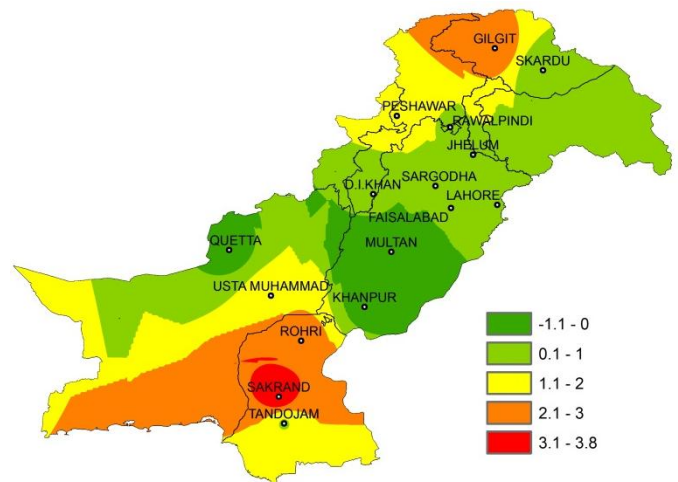 GILGIT
SKARDU
PESHAWAR
RAWALPINDI
JHELUM
SARGODHA
D.I.KHAN
LAHORE
FAISALABAD
QUETTA
MULTAN
USTA MUHAMMAD
KHANPUR
ROHRI
SAKRAND
TANDOJAM
-1.1 - 0
0.1 - 1
1.1 - 2
2.1 - 3
3.1 - 3.8